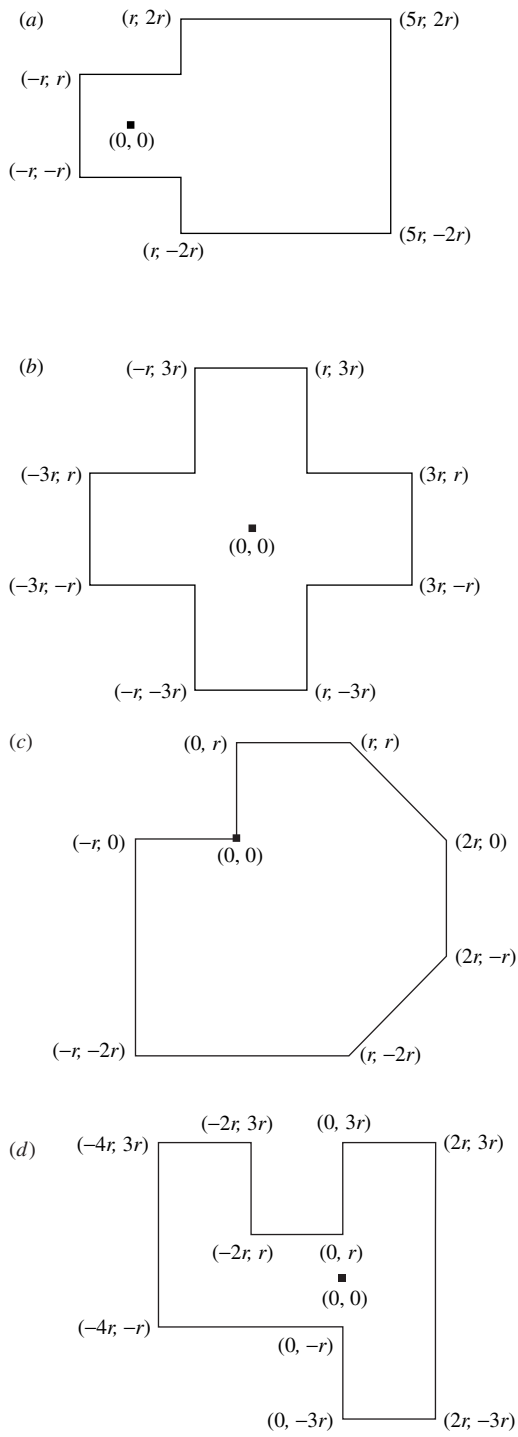 (a)
(r, 2r) (5r, 2r)
(−r, r)
(0, 0)
(−r, −r)
(r, −2r) (5r, −2r)
(b)
(−r, 3r) (r, 3r)
(−3r, r) (3r, r)
(0, 0)
(−3r, −r) (3r, −r)
(−r, −3r) (r, −3r)
(c)
(0, r) (r, r)
(−r, 0) (0, 0) (2r, 0)
(2r, −r)
(−r, −2r) (r, −2r)
(d)
(−4r, 3r) (−2r, 3r) (0, 3r) (2r, 3r)
(−2r, r) (0, r)
(0, 0)
(−4r, −r) (0, −r)
(0, −3r) (2r, −3r)